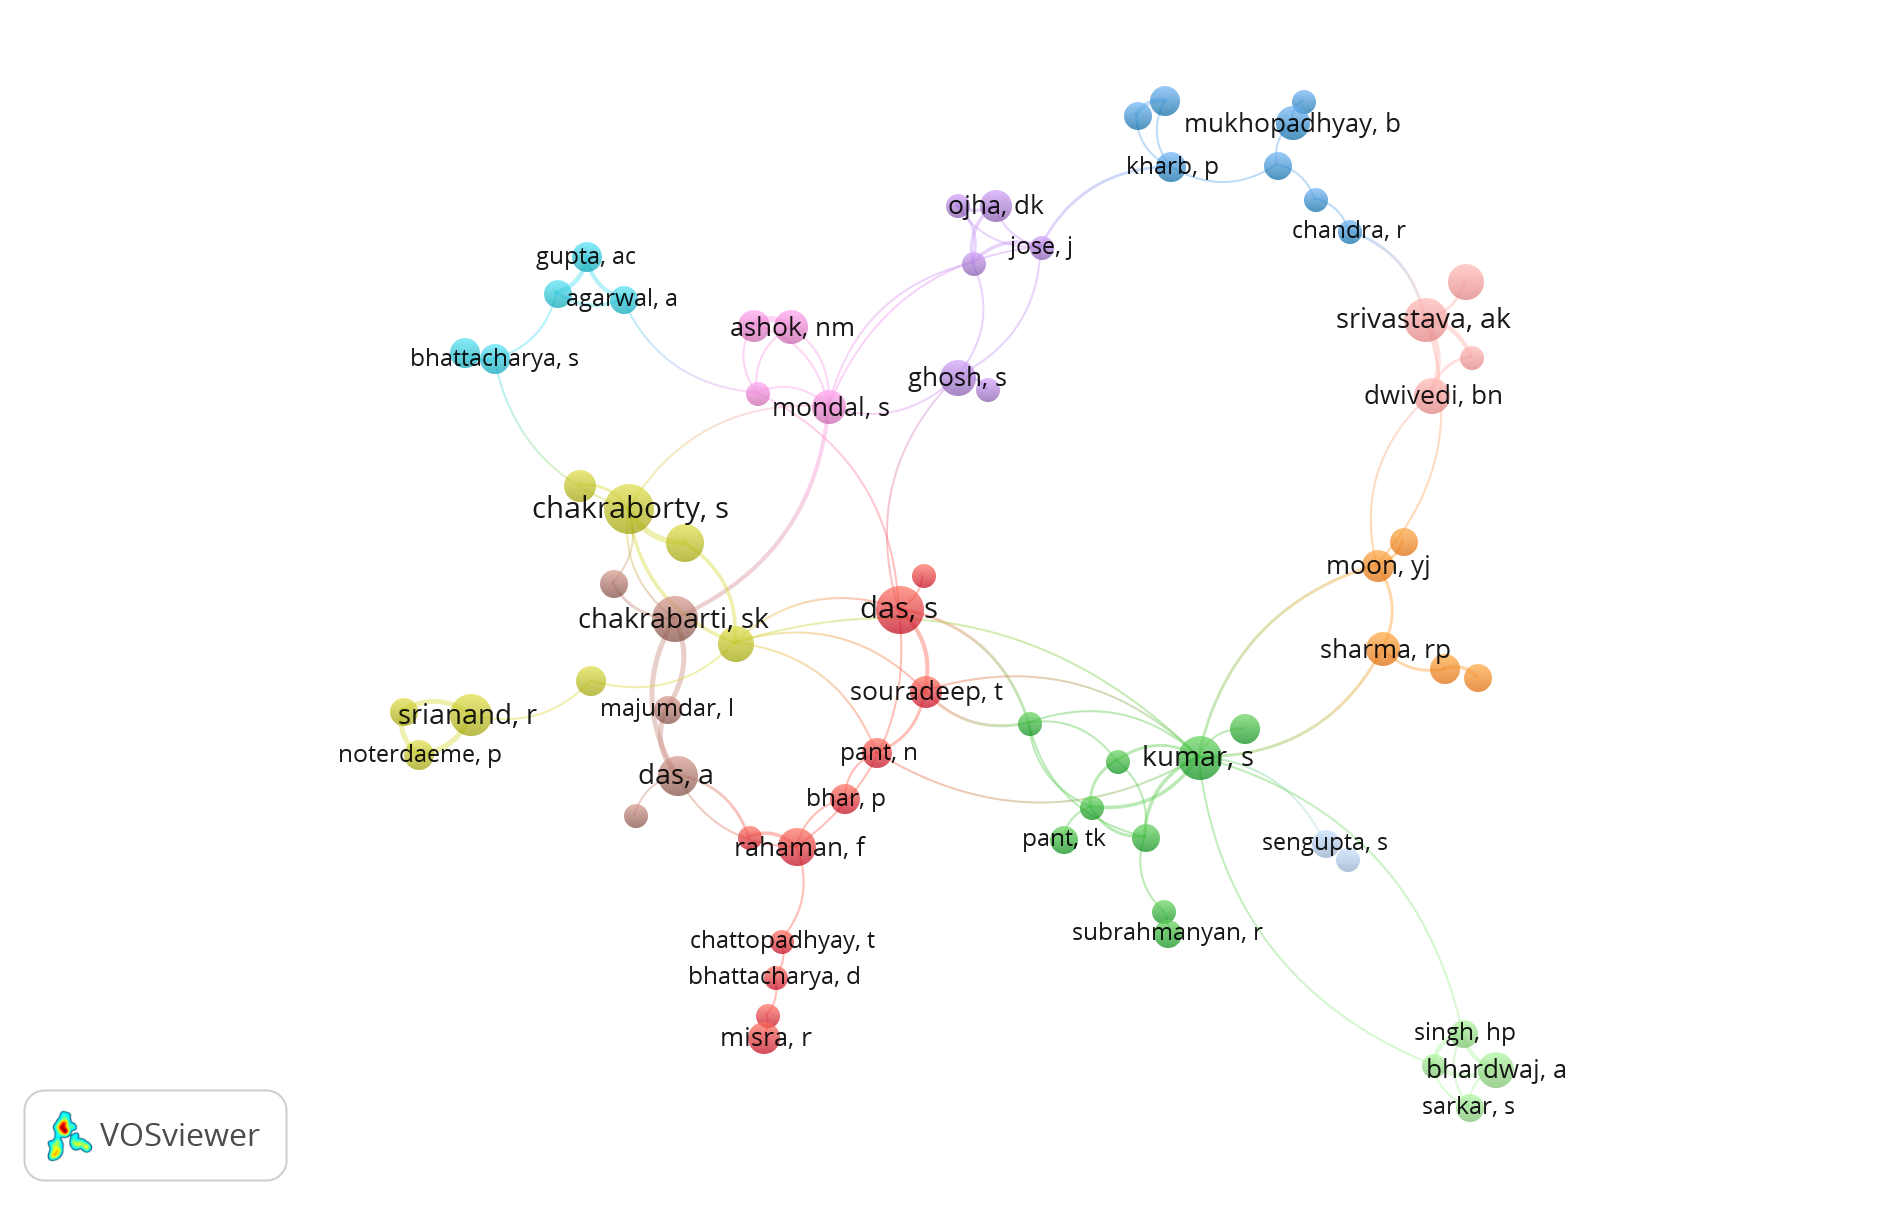 mukhopadhyay, b
kharb, p
ojha, dk
chandra, r
jose, j
gupta, ac
agarwal, a
srivastava, ak
ashok, nm
bhattacharya, s
ghosh, s
dwivedi, bn
mondal, s
chakraborty, s
moon, yj
das, s
chakrabarti, sk
sharma, rp
souradeep, t
majumdar, l
srianand, r
noterdaeme, p
pant, n
kumar, s
das, a
bhar, p
pant, tk
sengupta, s
rahaman, f
subrahmanyan, r
chattopadhyay, t
bhattacharya, d
singh, hp
misra, r
bhardwaj, a
sarkar, s
VOSviewer